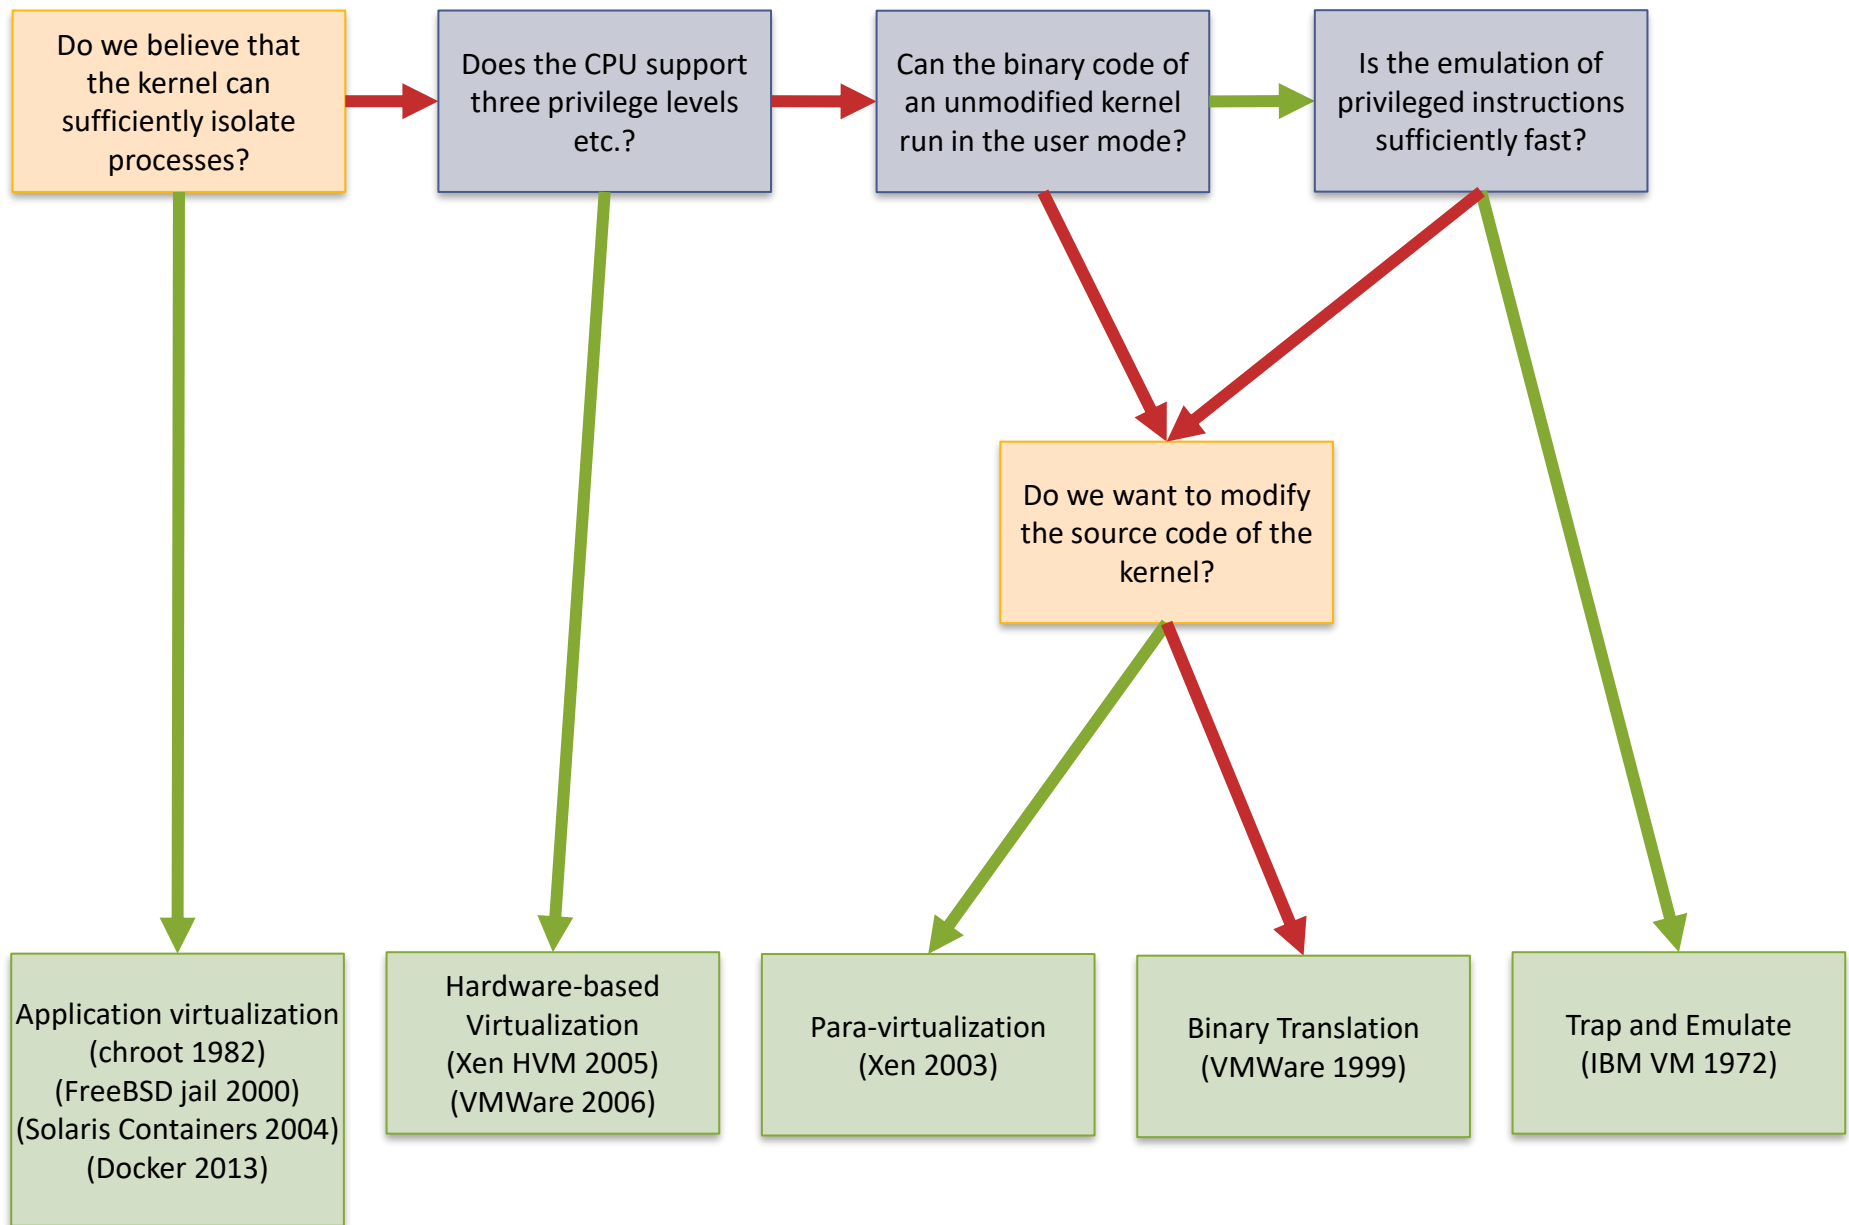 Do we believe that
the kernel can
sufficiently isolate
processes?
Does the CPU support
three privilege levels
etc.?
Can the binary code of
an unmodified kernel
run in the user mode?
Is the emulation of
privileged instructions
sufficiently fast?
Do we want to modify
the source code of the
kernel?
Application virtualization
(chroot 1982)
(FreeBSD jail 2000)
(Solaris Containers 2004)
(Docker 2013)
Hardware-based
Virtualization
(Xen HVM 2005)
(VMWare 2006)
Para-virtualization
(Xen 2003)
Binary Translation
(VMWare 1999)
Trap and Emulate
(IBM VM 1972)